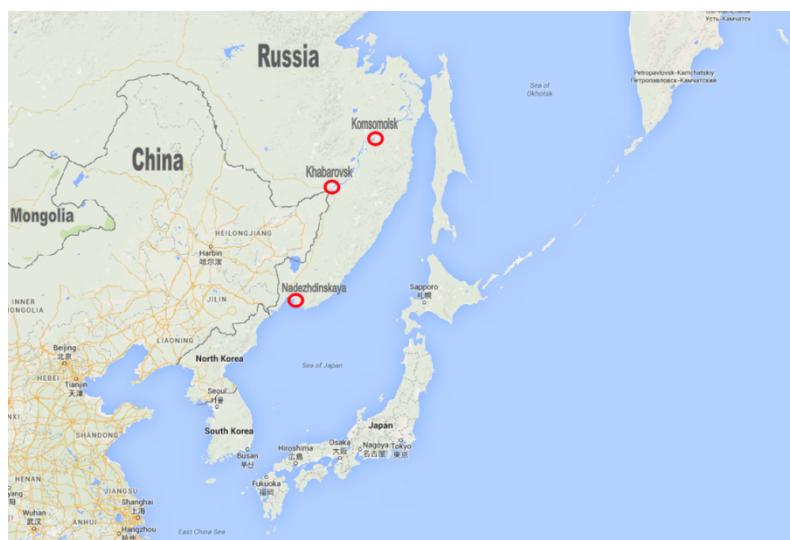 Усть-Камчатск
Russia
Petropavlovsk-Kamchatskiy
Петропавловск-Камчатский
Sea of
Okhotsk
Komsomolsk
China
Khabarovsk
Mongolia
HEILONGJIANG
Harbin
哈尔滨
Nadezhdinskaya
Sapporo
札幌
INNER
MONGOLIA
JILIN
LIAONING
Beijing
北京
North Korea
Sea of Japan
HEBEI
Tianjin
天津
Seoul
서울
SHANDONG
South Korea
Japan
Busan
부산
Hiroshima
広島
Osaka
大阪
Nagoya
名古屋
Tokyo
東京
HENAN
Fukuoka
福岡
JIANGSU
Shanghai
上海
Wuhan
武汉
ANHUI
Hangzhou
杭州
East China Sea